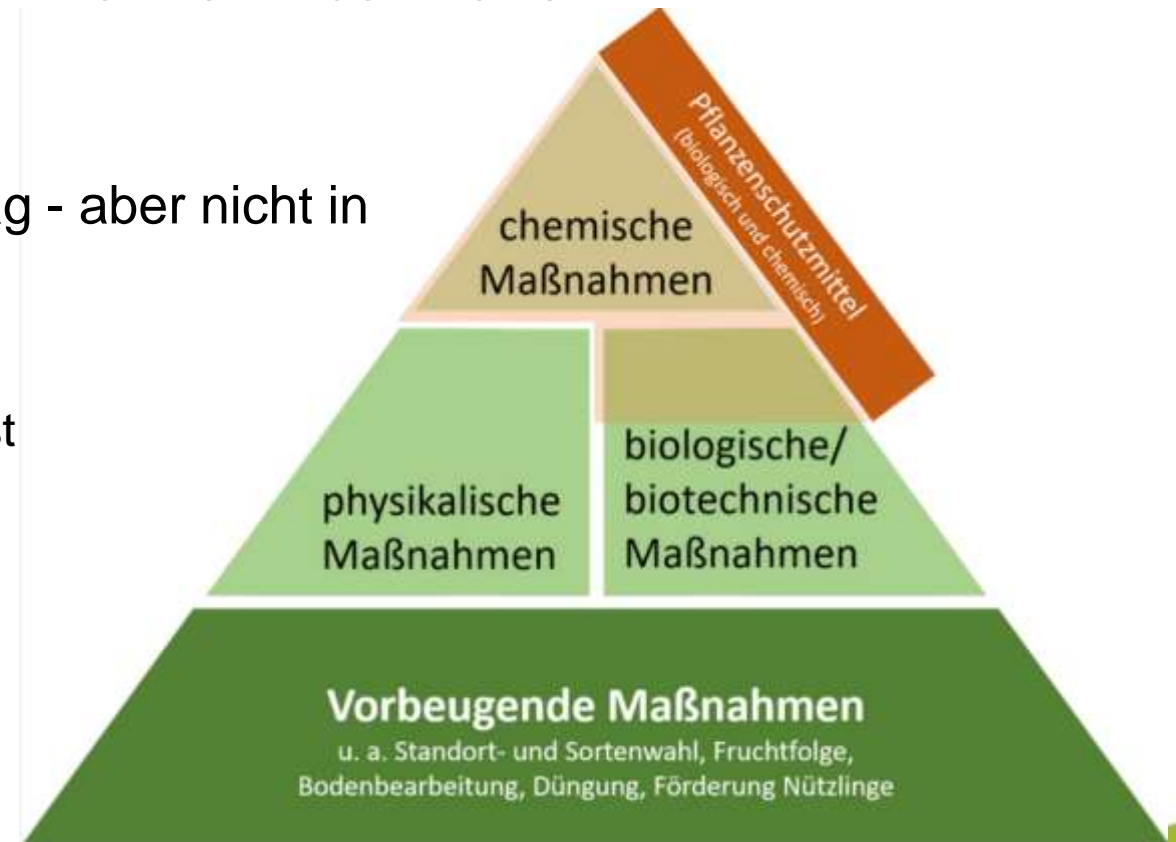 g - aber nicht in
st
Pflanzenschutzmittel
(biologisch und chemisch)
chemische
Maßnahmen
physikalische
Maßnahmen
biologische/
biotechnische
Maßnahmen
Vorbeugende Maßnahmen
u. a. Standort- und Sortenwahl, Fruchtfolge,
Bodenbearbeitung, Düngung, Förderung Nützlinge